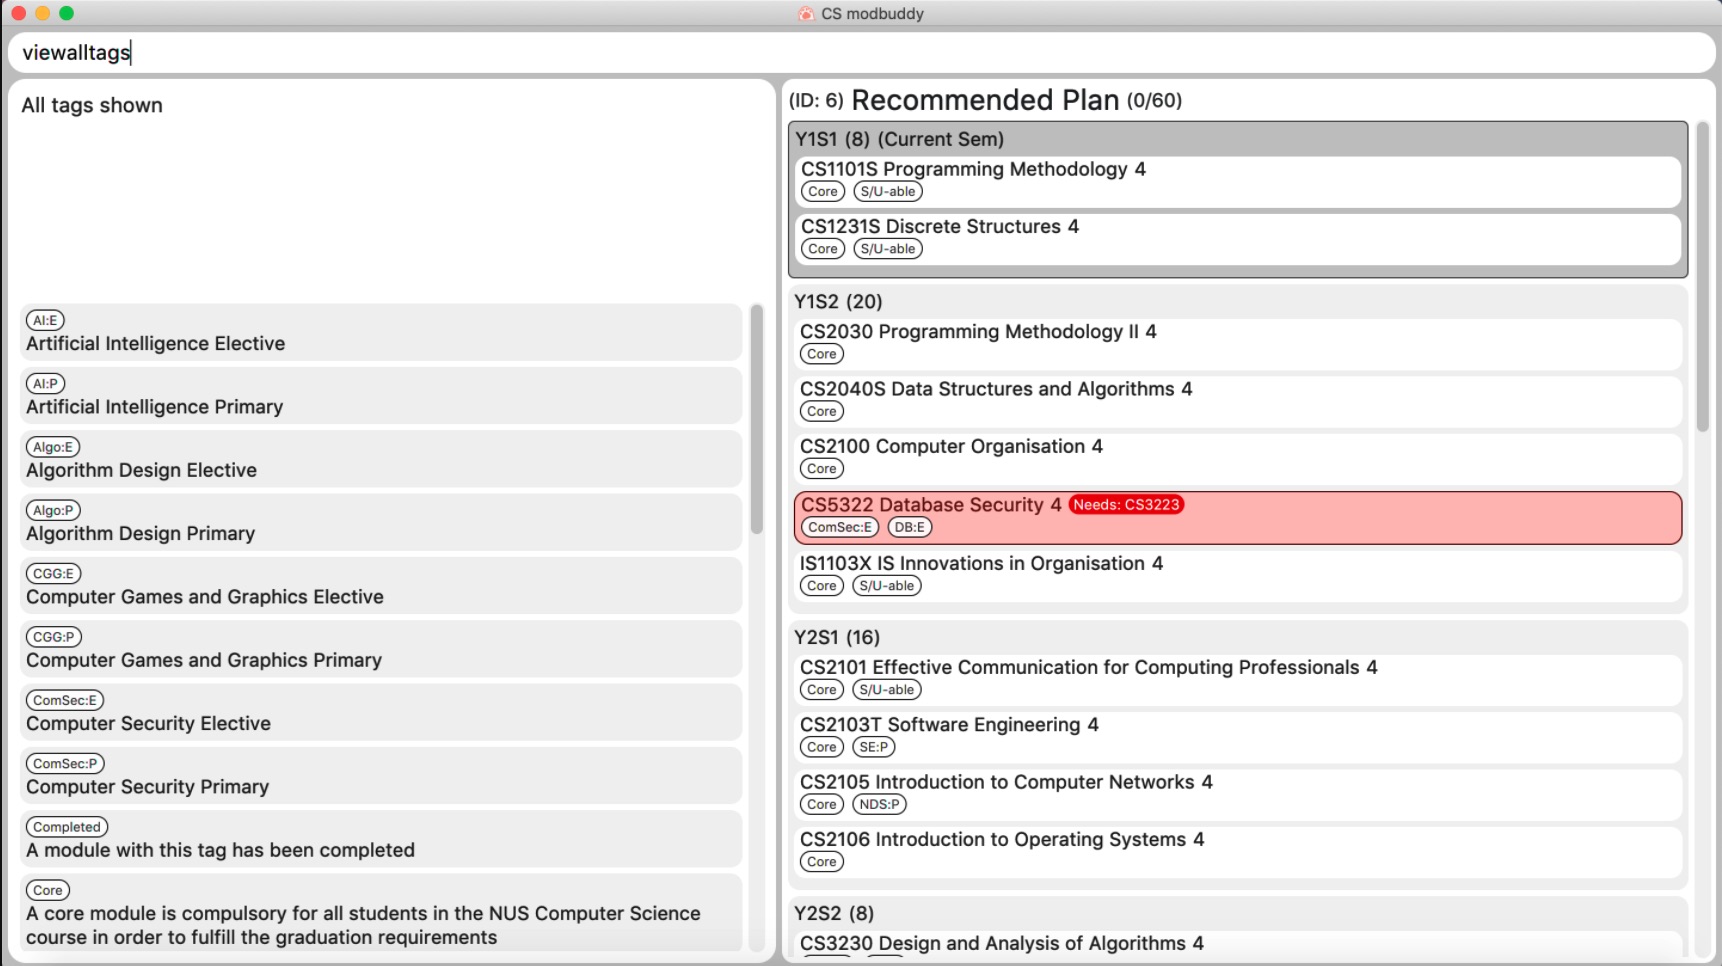 CS modbuddy
viewalltags
All tags shown
AI:E
Artificial Intelligence Elective
AI:P
Artificial Intelligence Primary
Algo:E
Algorithm Design Elective
Algo:P
Algorithm Design Primary
CGG:E
Computer Games and Graphics Elective
CGG:P
Computer Games and Graphics Primary
ComSec:E
Computer Security Elective
ComSec:P
Computer Security Primary
Completed
A module with this tag has been completed
Core
A core module is compulsory for all students in the NUS Computer Science
course in order to fulfill the graduation requirements
(ID: 6) Recommended Plan (0/60)
Y1S1 (8) (Current Sem)
CS1101S Programming Methodology 4
Core S/U-able
CS1231S Discrete Structures 4
Core S/U-able
Y1S2 (20)
CS2030 Programming Methodology II 4
Core
CS2040S Data Structures and Algorithms 4
Core
CS2100 Computer Organisation 4
Core
CS5322 Database Security 4 Needs: CS3223
ComSec:E DB:E
IS1103X IS Innovations in Organisation 4
Core S/U-able
Y2S1 (16)
CS2101 Effective Communication for Computing Professionals 4
Core S/U-able
CS2103T Software Engineering 4
Core SE:P
CS2105 Introduction to Computer Networks 4
Core NDS:P
CS2106 Introduction to Operating Systems 4
Core
Y2S2 (8)
CS3230 Design and Analysis of Algorithms 4